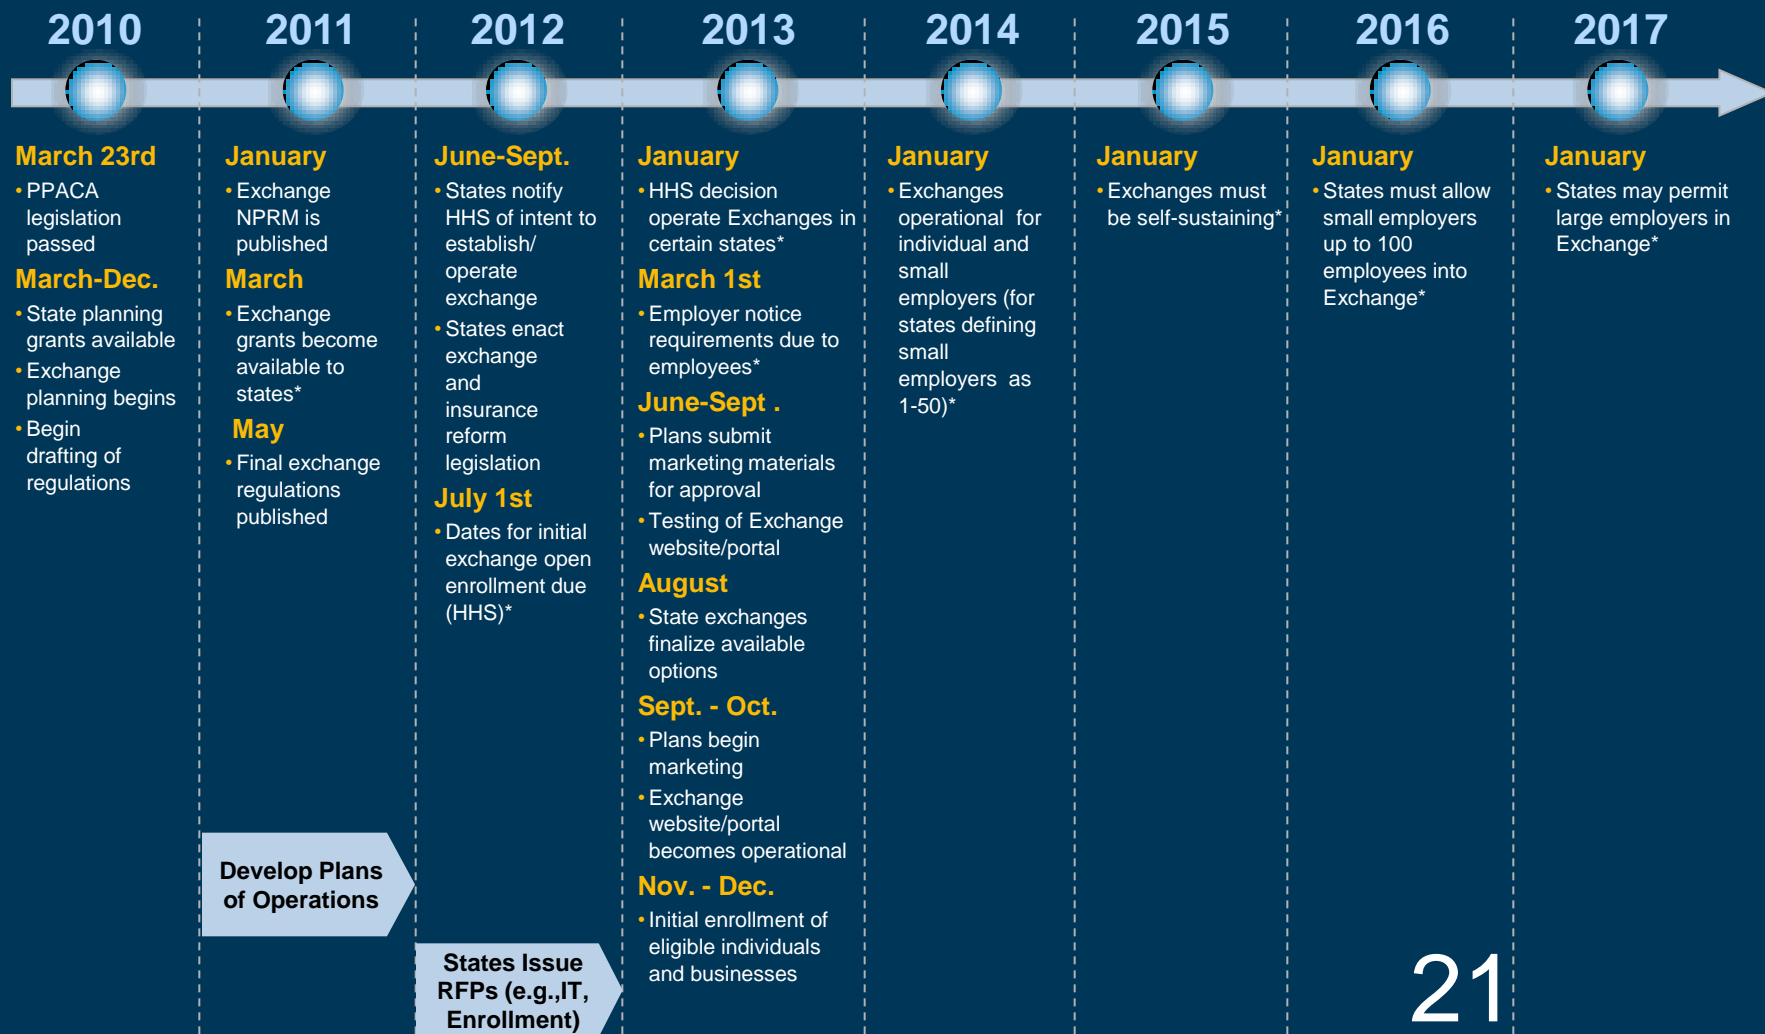 2010
2011
2012
2013
2014
2015
2016
2017
March 23rd
• PPACA
legislation
passed
March-Dec.
• State planning
grants available
• Exchange
planning begins
• Begin
drafting of
regulations
January
• Exchange
NPRM is
published
March
• Exchange
grants become
available to
states*
May
• Final exchange
regulations
published
Develop Plans
of Operations
June-Sept.
• States notify
HHS of intent to
establish/
operate
exchange
• States enact
exchange
and
insurance
reform
legislation
July 1st
• Dates for initial
exchange open
enrollment due
(HHS)*
States Issue
RFPs (e.g.,IT,
Enrollment)
January
• HHS decision
operate Exchanges in
certain states*
March 1st
• Employer notice
requirements due to
employees*
June-Sept .
• Plans submit
marketing materials
for approval
• Testing of Exchange
website/portal
August
• State exchanges
finalize available
options
Sept. - Oct.
• Plans begin
marketing
• Exchange
website/portal
becomes operational
Nov. - Dec.
• Initial enrollment of
eligible individuals
and businesses
January
• Exchanges
operational for
individual and
small
employers (for
states defining
small
employers as
1-50)*
January
• Exchanges must
be self-sustaining*
January
• States must allow
small employers
up to 100
employees into
Exchange*
January
• States may permit
large employers in
Exchange*
21